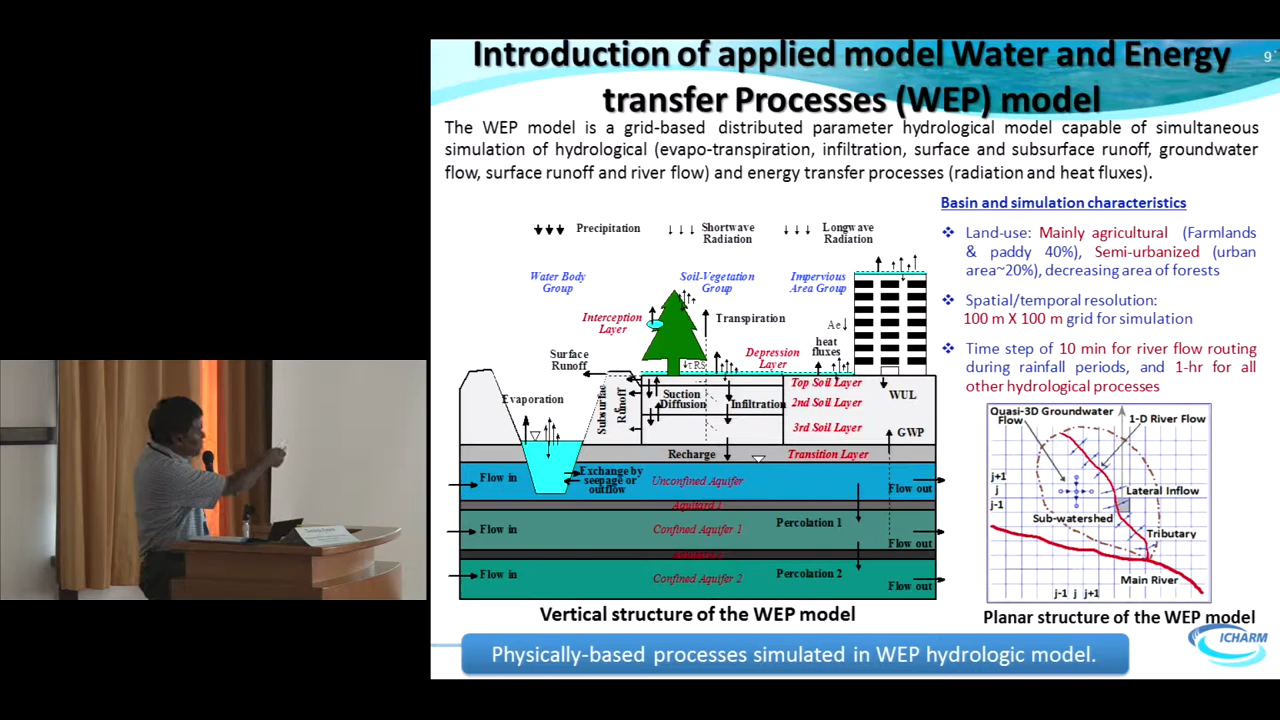 Introduction of applied model Water and Energy
transfer Processes (WEP) model
9
The WEP model is a grid-based distributed parameter hydrological model capable of simultaneous
simulation of hydrological (evapo-transpiration, infiltration, surface and subsurface runoff, groundwater
flow, surface runoff and river flow) and energy transfer processes (radiation and heat fluxes).
Basin and simulation characteristics
Land-use: Mainly agricultural (Farmlands
& paddy 40%), Semi-urbanized (urban
area~20%), decreasing area of forests
Spatial/temporal resolution:
100 m X 100 m grid for simulation
Time step of 10 min for river flow routing
during rainfall periods, and 1-hr for all
other hydrological processes
Precipitation
Shortwave
Radiation
Longwave
Radiation
Water Body
Group
Soil-Vegetation
Group
Impervious
Area Group
Interception
Layer
Transpiration
Ae
heat
fluxes
Surface
Runoff
Depression
Layer
RS
Top Soil Layer
Evaporation
Subsurface
Runoff
Suction
Diffusion
Infiltration
2nd Soil Layer
WUL
3rd Soil Layer
GWP
Recharge
Transition Layer
Flow in
Exchange by
seepage or
outflow
Unconfined Aquifer
Flow out
Aquitard 1
Flow in
Confined Aquifer 1
Percolation 1
Flow out
Flow in
Confined Aquifer 2
Percolation 2
Flow out
Vertical structure of the WEP model
Quasi-3D Groundwater
Flow
1-D River Flow
j+1
j
j-1
Lateral Inflow
Sub-watershed
Tributary
Main River
j-1 j j+1
Planar structure of the WEP model
ICHARM
Physically-based processes simulated in WEP hydrologic model.